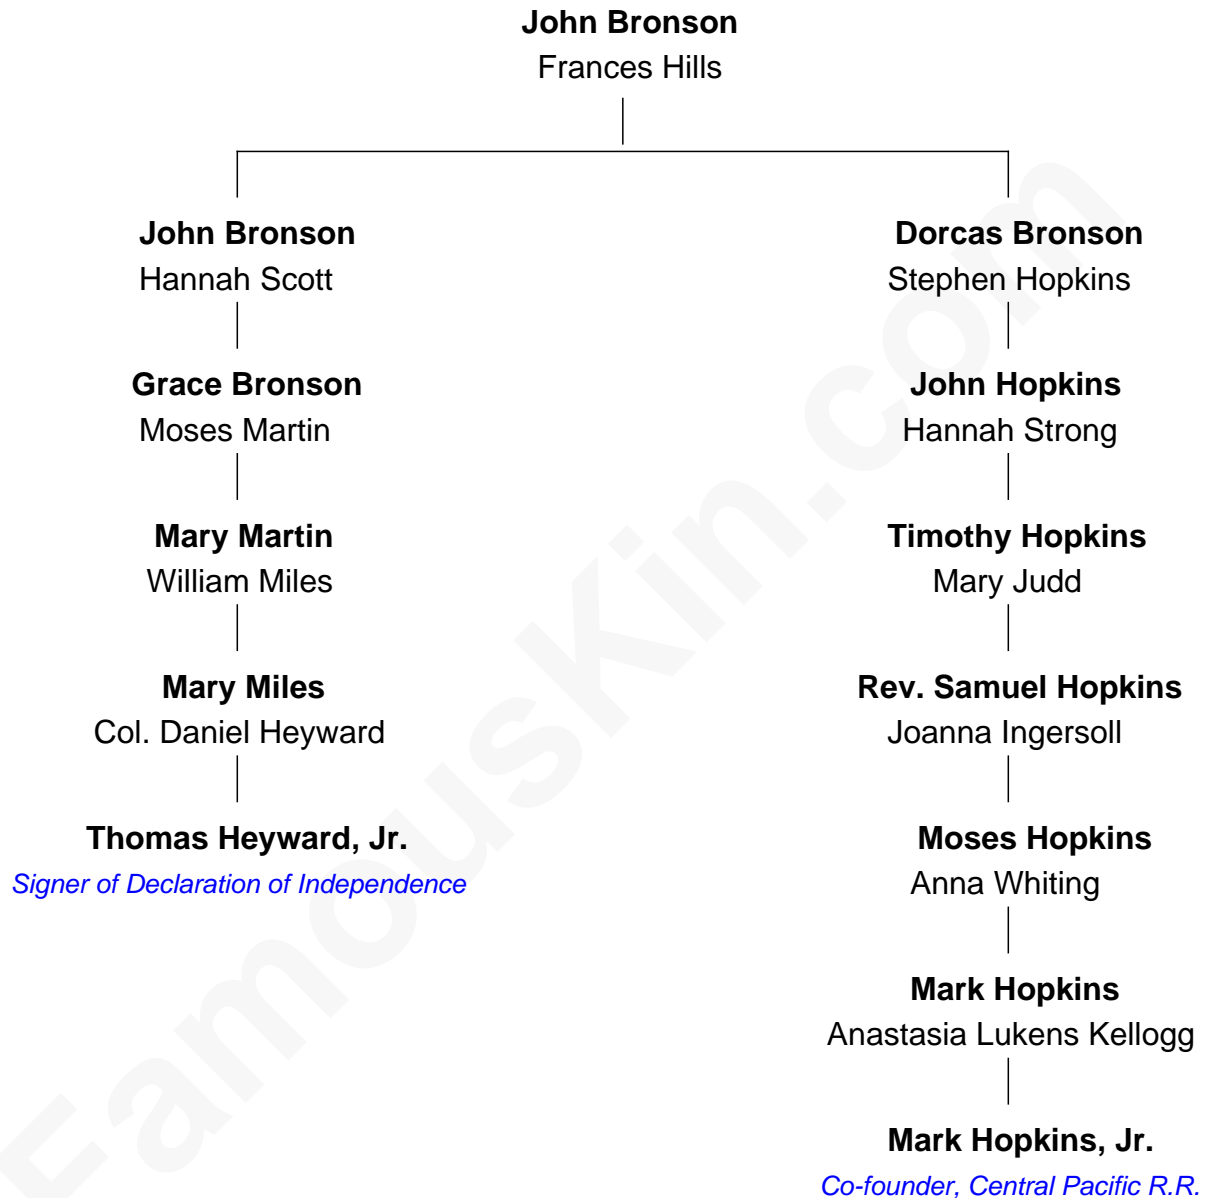 John Bronson
Frances Hills
John Bronson
Hannah Scott
Grace Bronson
Moses Martin
Mary Martin
William Miles
Mary Miles
Col. Daniel Heyward
Thomas Heyward, Jr.
Signer of Declaration of Independence
Dorcas Bronson
Stephen Hopkins
John Hopkins
Hannah Strong
Timothy Hopkins
Mary Judd
Rev. Samuel Hopkins
Joanna Ingersoll
Moses Hopkins
Anna Whiting
Mark Hopkins
Anastasia Lukens Kellogg
Mark Hopkins, Jr.
Co-founder, Central Pacific R.R.
FamousKin.com